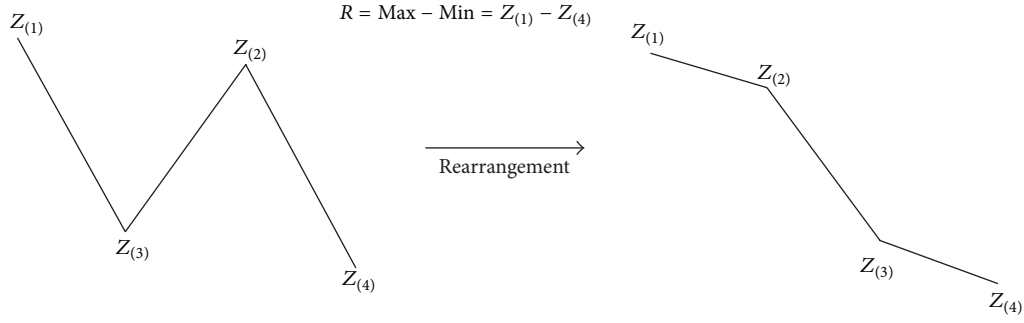 R = Max − Min = Z(1) − Z(4)
Z(1)
Z(2)
Z(3)
Z(4)
Rearrangement
Z(1)
Z(2)
Z(3)
Z(4)